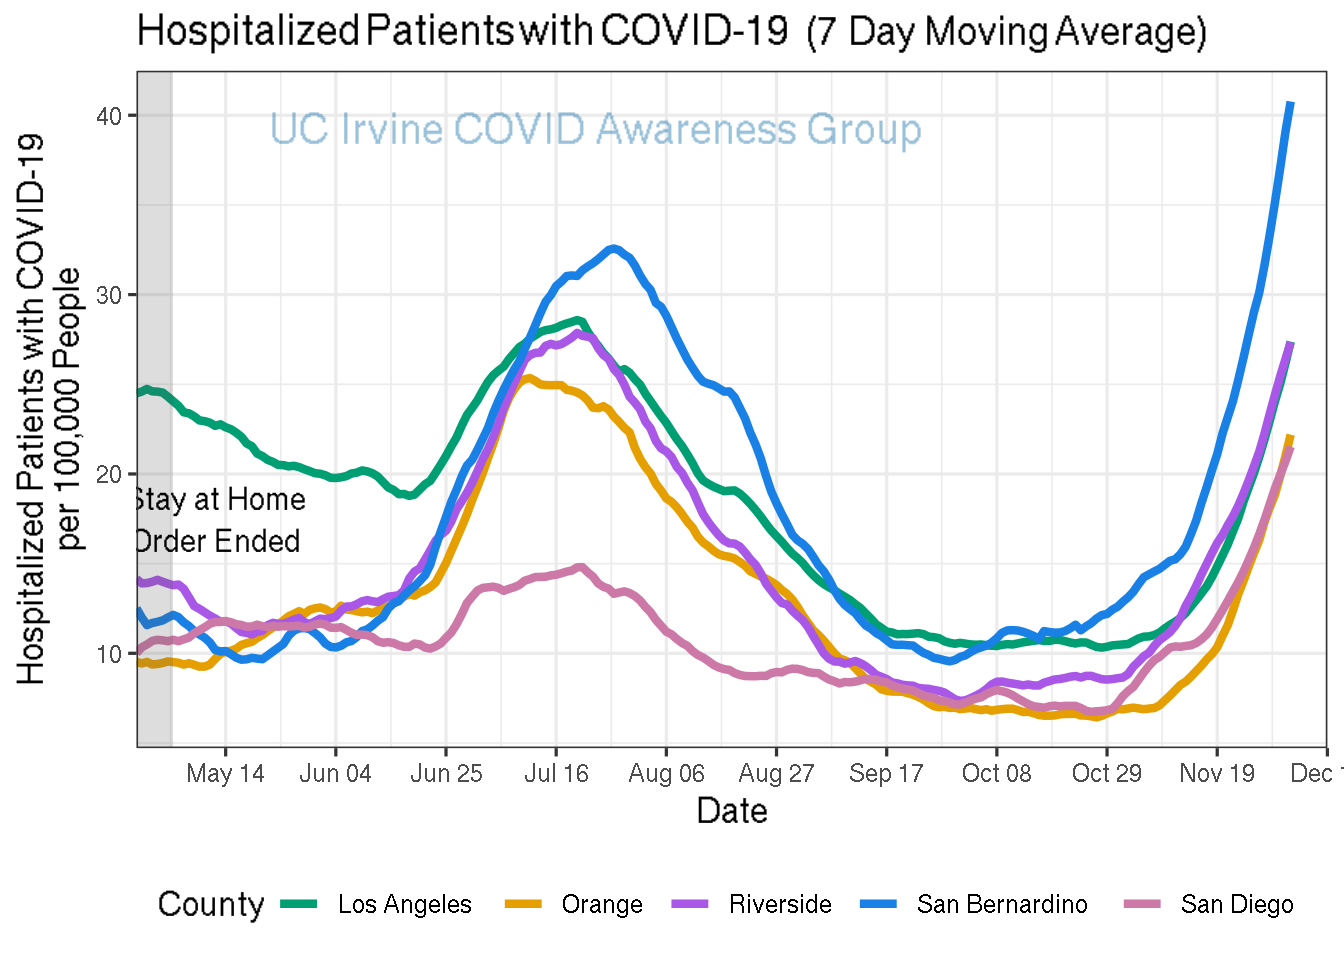 Hospitalized Patients with COVID-19 (7 Day Moving Average)
UC Irvine COVID Awareness Group
Hospitalized Patients with COVID-19
per 100,000 People
40
30
20
10
Stay at Home
Order Ended
May 14 Jun 04 Jun 25 Jul 16 Aug 06 Aug 27 Sep 17 Oct 08 Oct 29 Nov 19 Dec
Date
County Los Angeles Orange Riverside San Bernardino San Diego